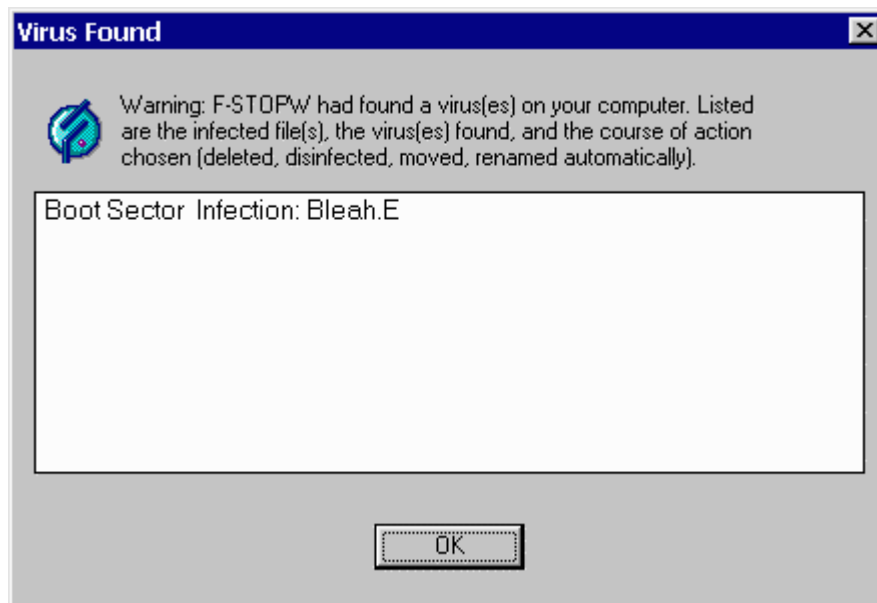 Virus Found
Warning: F-STOPW had found a virus(es) on your computer. Listed
are the infected file(s), the virus(es) found, and the course of action
chosen (deleted, disinfected, moved, renamed automatically).
Boot Sector Infection: Bleah.E
OK